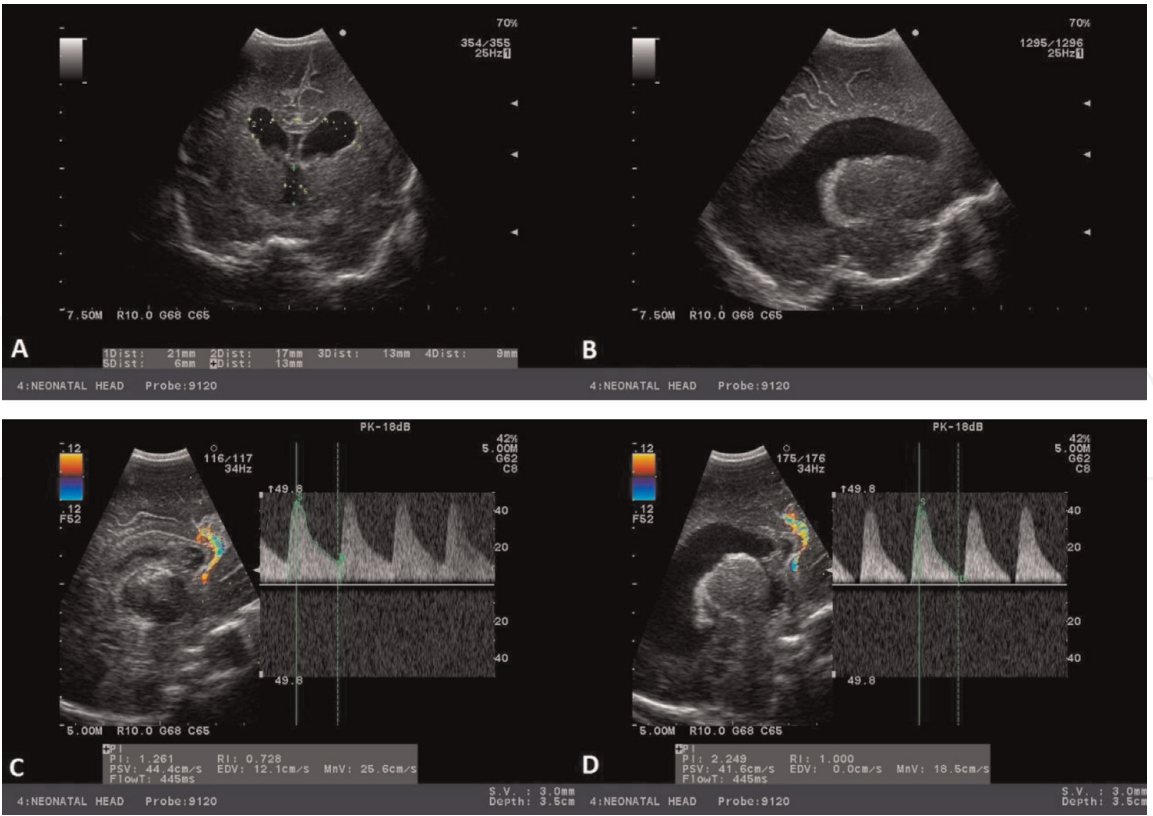 70%
354/355
25Hz 1
7.50M R10.0 G68 C65
A
1Dist: 21mm 2Dist: 17mm 3Dist: 13mm 4Dist: 9mm
5Dist: 6mm +Dist: 13mm
4:NEONATAL HEAD Probe:9120
70%
1295/1296
25Hz 1
7.50M R10.0 G68 C65
B
4:NEONATAL HEAD Probe:9120
PK-18dB
42%
5.00M
G62
C8
.12
.12
F52
116/117
34Hz
↑49.8
40
20
20
40
49.8
5.00M R10.0 G68 C65
+PI
PI: 1.261 RI: 0.728
PSV: 44.4cm/s EDV: 12.1cm/s MnV: 25.6cm/s
FlowT: 445ms
C
S.V. : 3.0mm
4:NEONATAL HEAD Probe:9120 Depth: 3.5cm
PK-18dB
42%
5.00M
G62
C8
.12
.12
F52
175/176
34Hz
↑49.8
40
20
20
40
49.8
5.00M R10.0 G68 C65
+PI
PI: 2.249 RI: 1.000
PSV: 41.6cm/s EDV: 0.0cm/s MnV: 18.5cm/s
FlowT: 445ms
D
S.V. : 3.0mm
4:NEONATAL HEAD Probe:9120 Depth: 3.5cm